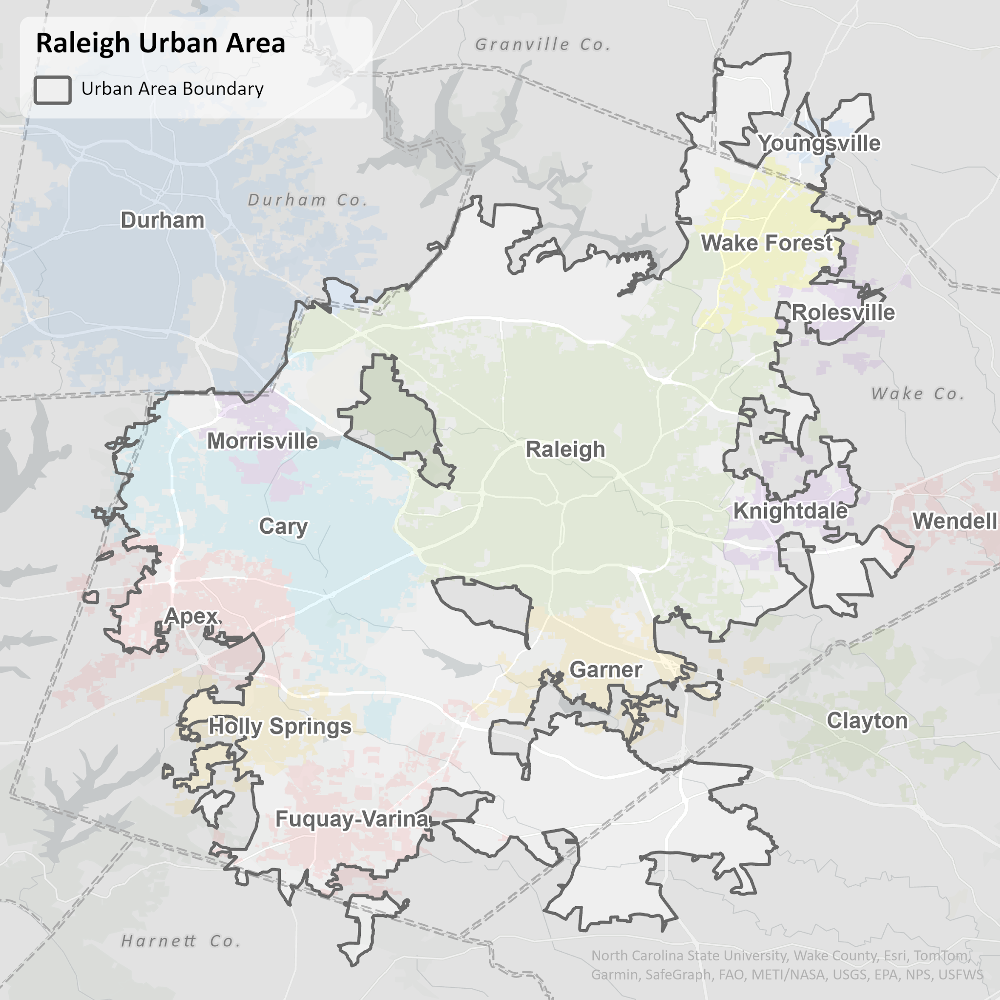 Raleigh Urban Area
Urban Area Boundary
Granville Co.
Youngsville
Durham Co.
Durham
Wake Forest
Rolesville
Wake Co.
Morrisville
Raleigh
Knightdale
Wendell
Cary
Apex
Garner
Holly Springs
Clayton
Fuquay-Varina
Harnett Co.
North Carolina State University, Wake County, Esri, TomTom,
Garmin, SafeGraph, FAO, METI/NASA, USGS, EPA, NPS, USFWS